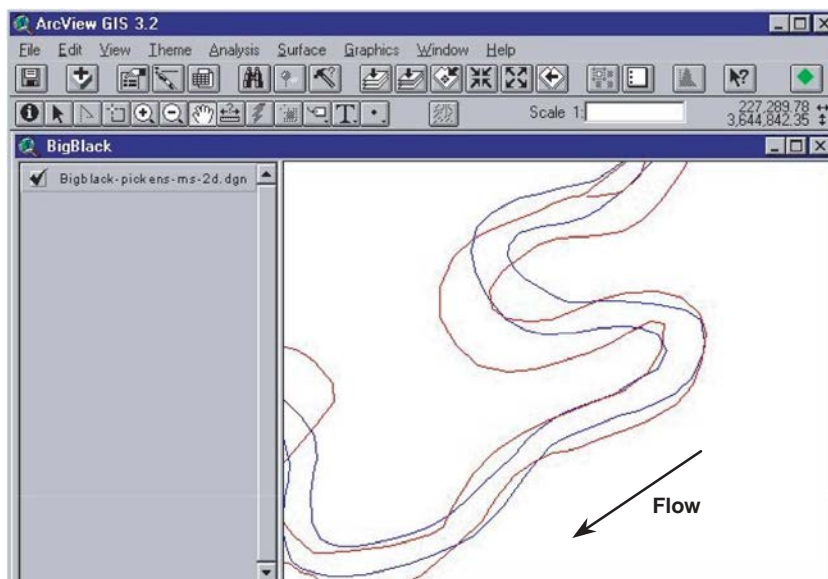 ArcView GIS 3.2
File Edit View Theme Analysis Surface Graphics Window Help
Scale 1:
227,289.78
3,644,842.35
BigBlack
Bigblack-pickens-ms-2d.dgn
Flow